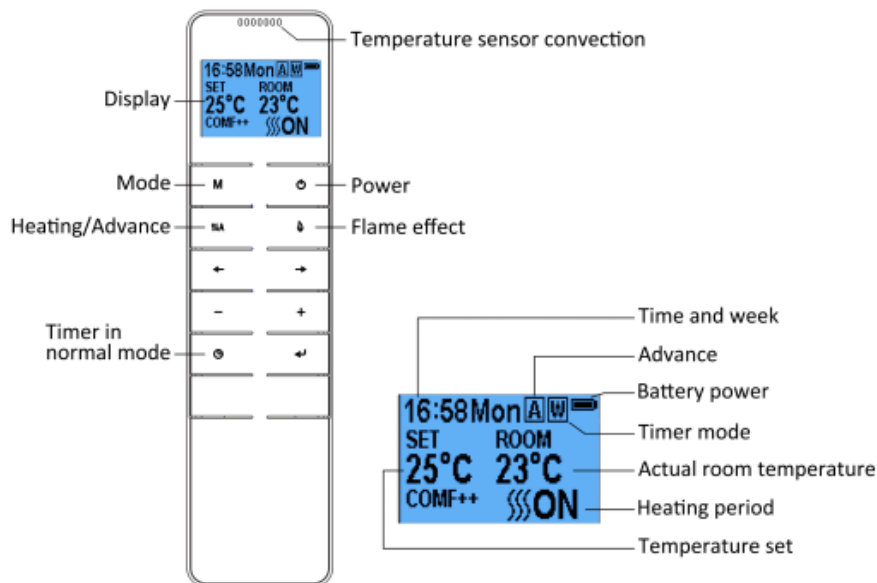 0000000
Temperature sensor convection
16:58Mon A W
SET ROOM
25°C 23°C
COMF++ ON
Display
Mode
M
Power
Heating/Advance
Flame effect
←
→
-
+
Timer in
normal mode
Time and week
Advance
Battery power
16:58Mon A W
SET ROOM
25°C 23°C
COMF++ ON
Timer mode
Actual room temperature
Heating period
Temperature set